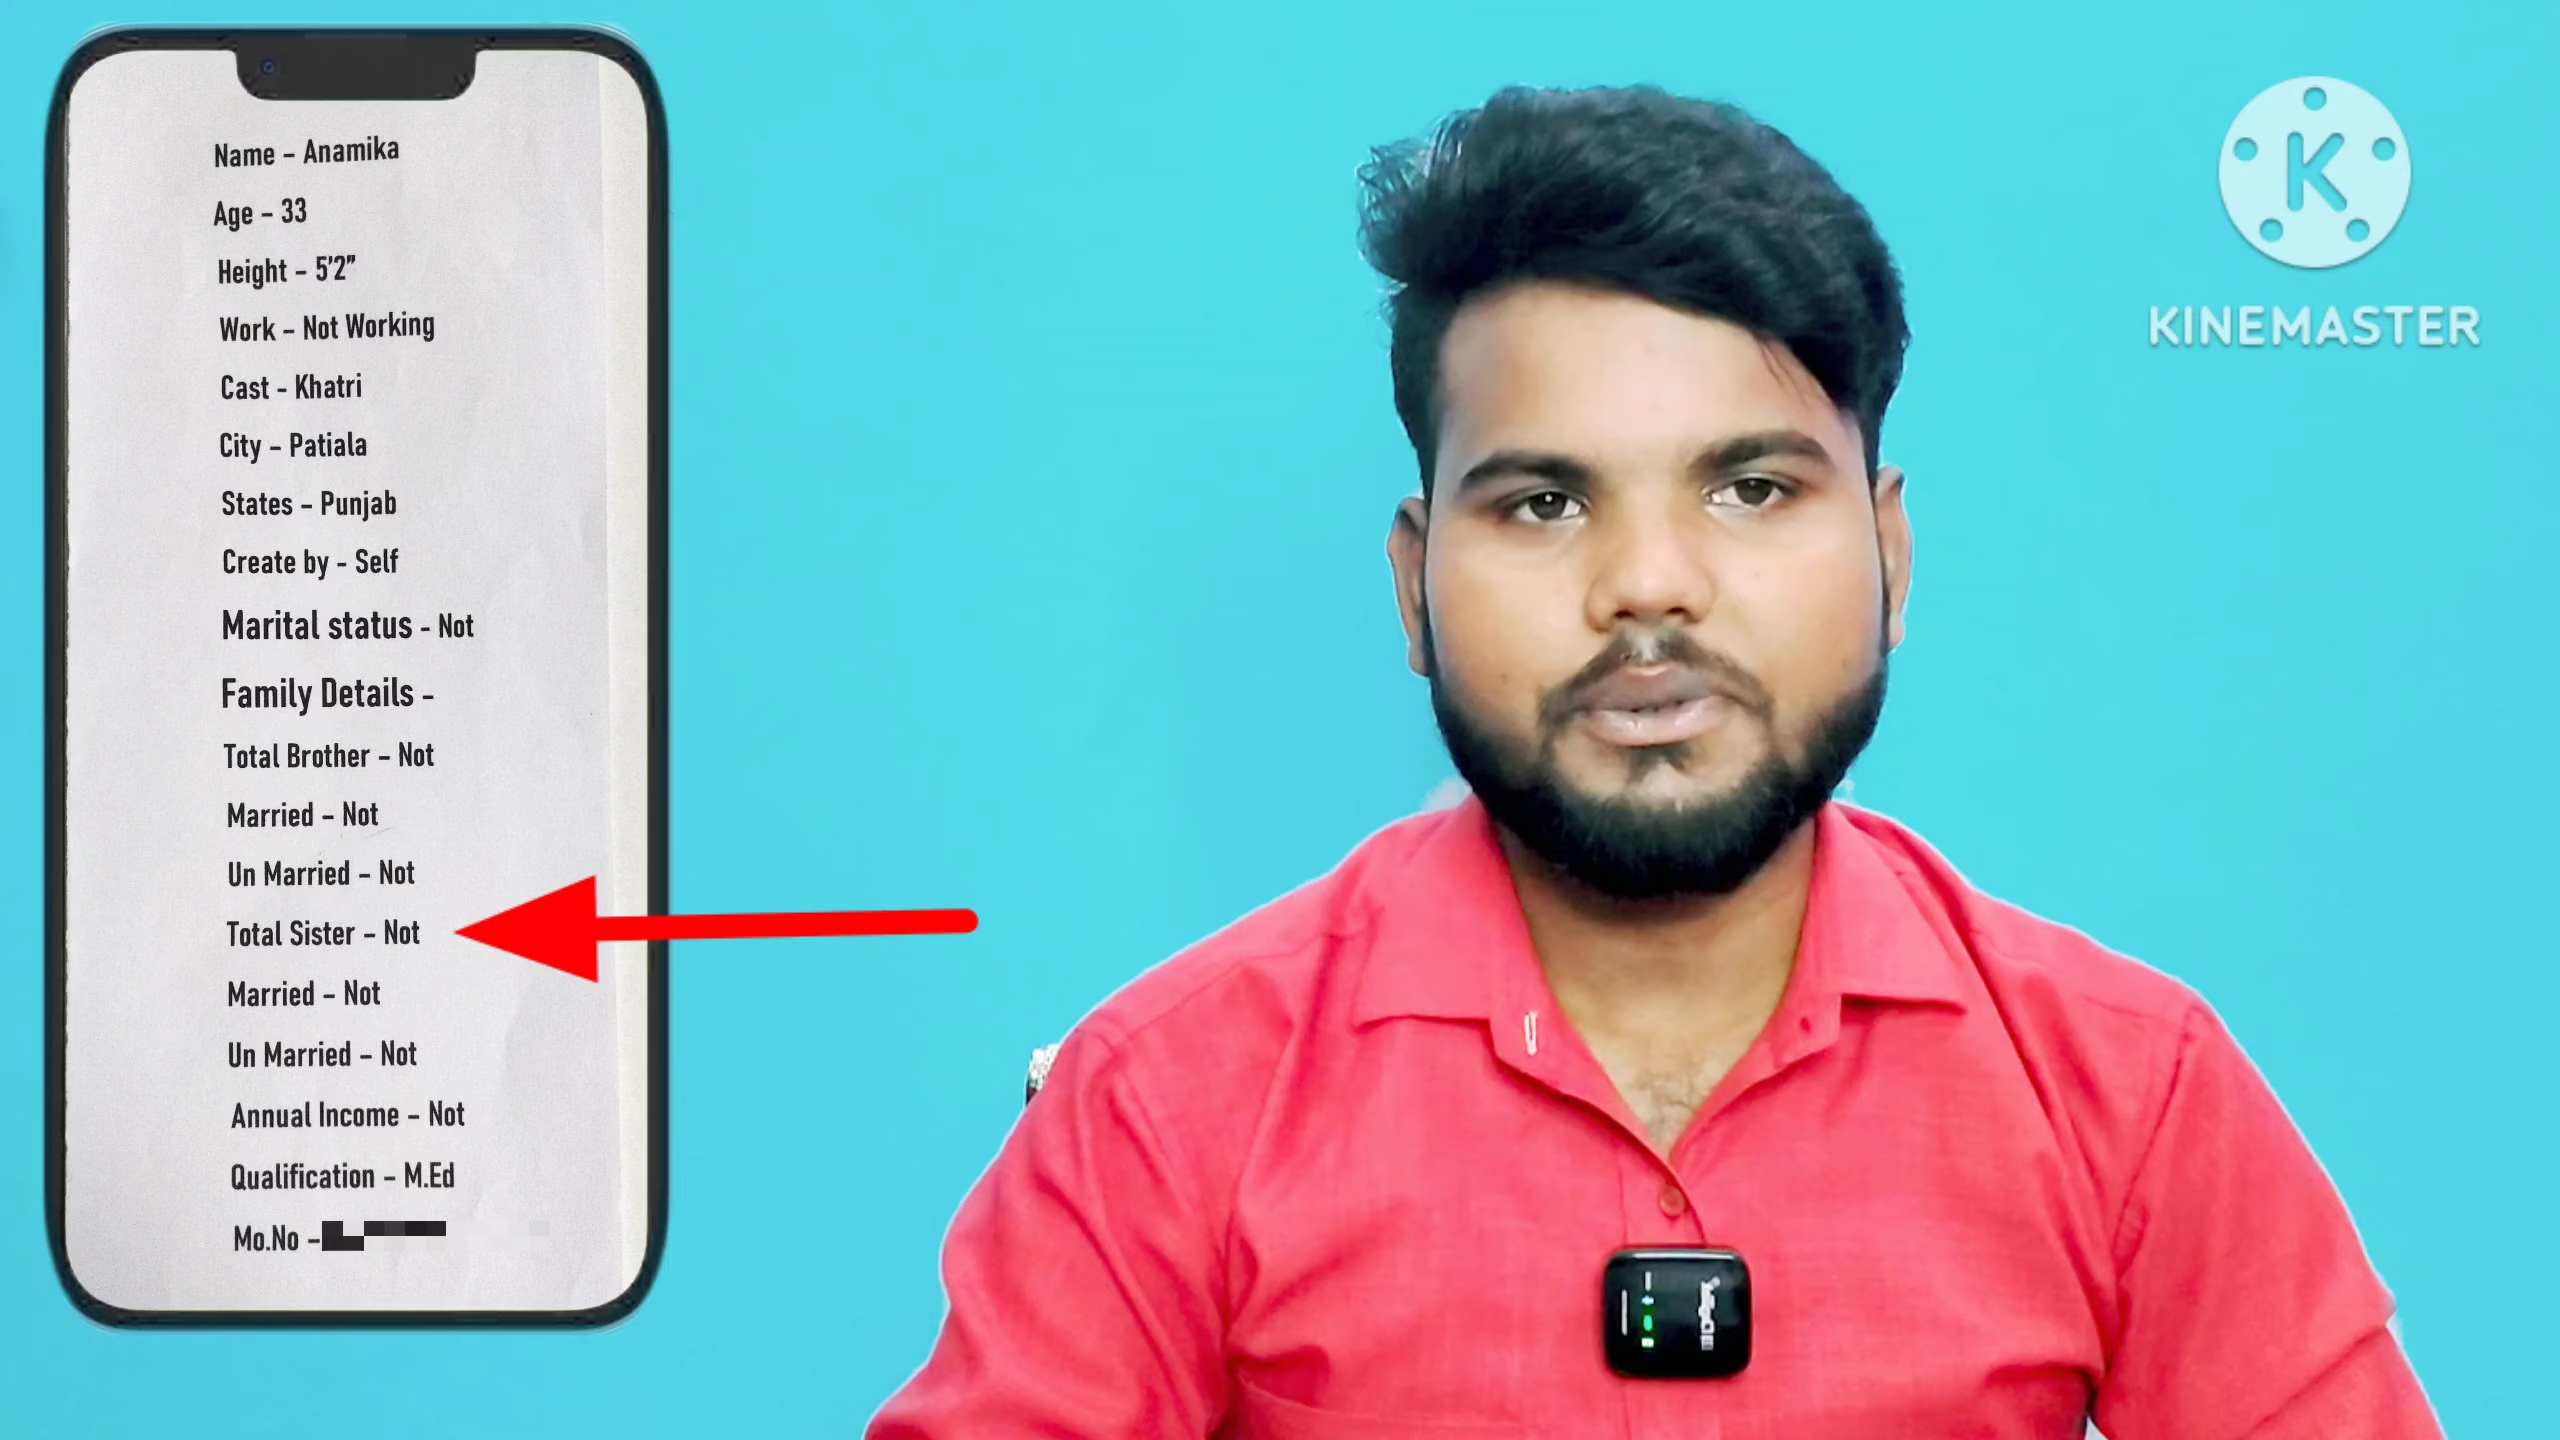 Name - Anamika
Age - 33
Height - 5'2"
Work - Not Working
Cast - Khatri
City - Patiala
States - Punjab
Create by - Self
Marital status - Not
Family Details -
Total Brother - Not
Married - Not
Un Married - Not
Total Sister - Not
Married - Not
Un Married - Not
Annual Income - Not
Qualification - M.Ed
Mo.No -
K
KINEMASTER